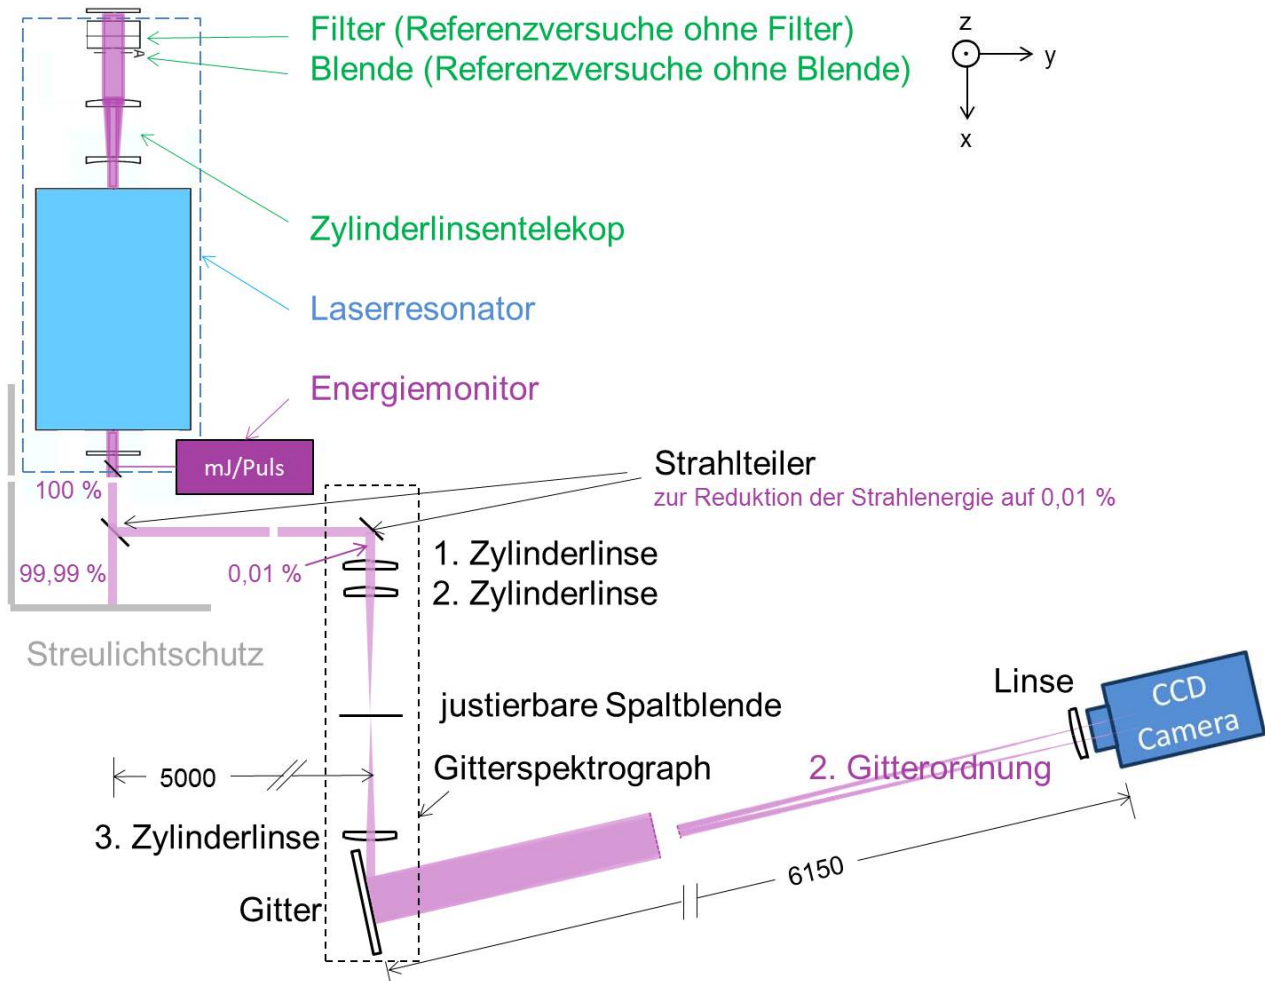 Filter (Referenzversuche ohne Filter)
Blende (Referenzversuche ohne Blende)
z
y
x
Zylinderlinsentelekop
Laserresonator
Energiemonitor
mJ/Puls
Strahlteiler
zur Reduktion der Strahlenergie auf 0,01 %
100 %
99,99 %
0,01 %
1. Zylinderlinse
2. Zylinderlinse
Streulichtschutz
justierbare Spaltblende
Linse
CCD
Camera
5000
Gitterspektrograph
2. Gitterordnung
3. Zylinderlinse
6150
Gitter